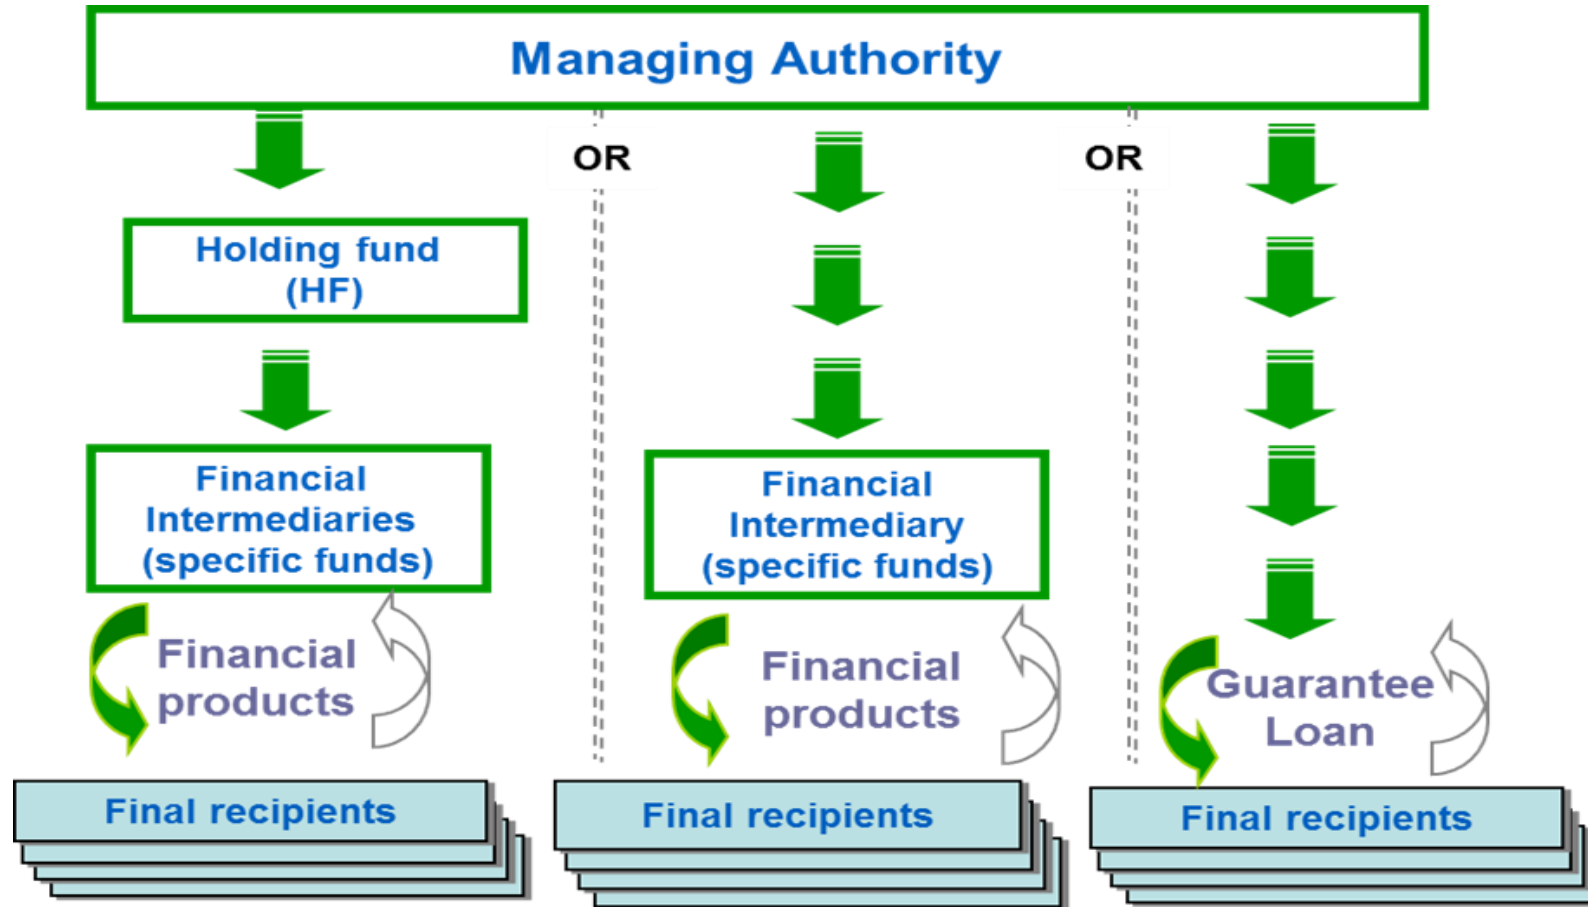 Managing Authority
OR
OR
Holding fund
(HF)
Financial
Intermediaries
(specific funds)
Financial
Intermediary
(specific funds)
Financial
products
Financial
products
Guarantee
Loan
Final recipients
Final recipients
Final recipients